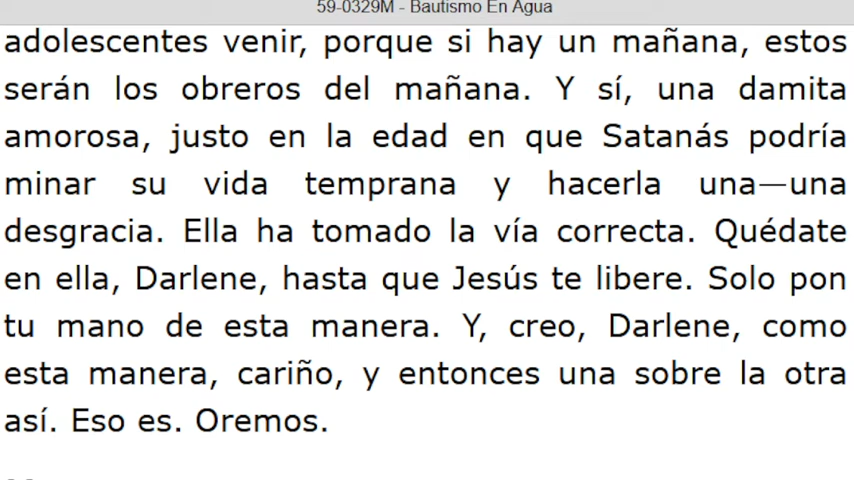 59-0329M - Bautismo En Agua
adolescentes venir, porque si hay un mañana, estos
serán los obreros del mañana. Y sí, una damita
amorosa, justo en la edad en que Satanás podría
minar su vida temprana y hacerla una—una
desgracia. Ella ha tomado la vía correcta. Quédate
en ella, Darlene, hasta que Jesús te libere. Solo pon
tu mano de esta manera. Y, creo, Darlene, como
esta manera, cariño, y entonces una sobre la otra
así. Eso es. Oremos.